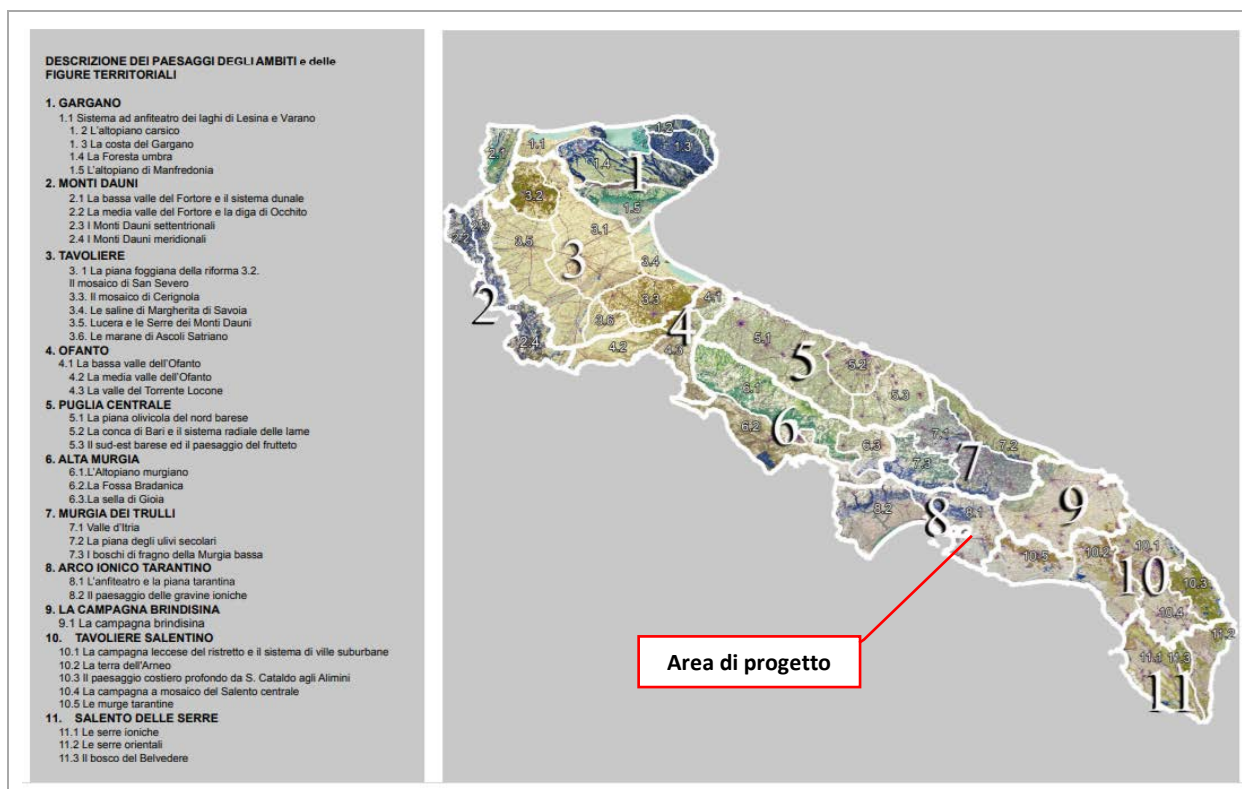 DESCRIZIONE DEI PAESAGGI DEGLI AMBITI e delle
FIGURE TERRITORIALI
1. GARGANO
1.1 Sistema ad anfiteatro dei laghi di Lesina e Varano
1. 2 L'altopiano carsico
1. 3 La costa del Gargano
1.4 La Foresta umbra
1.5 L'altopiano di Manfredonia
2. MONTI DAUNI
2.1 La bassa valle del Fortore e il sistema dunale
2.2 La media valle del Fortore e la diga di Occhito
2.3 I Monti Dauni settentrionali
2.4 I Monti Dauni meridionali
3. TAVOLIERE
3. 1 La piana foggiana della riforma 3.2.
Il mosaico di San Severo
3.3. Il mosaico di Cerignola
3.4. Le saline di Margherita di Savoia
3.5. Lucera e le Serre dei Monti Dauni
3.6. Le marane di Ascoli Satriano
4. OFANTO
4.1 La bassa valle dell'Ofanto
4.2 La media valle dell'Ofanto
4.3 La valle del Torrente Locone
5. PUGLIA CENTRALE
5.1 La piana olivicola del nord barese
5.2 La conca di Bari e il sistema radiale delle lame
5.3 Il sud-est barese ed il paesaggio del frutteto
6. ALTA MURGIA
6.1.L'Altopiano murgiano
6.2.La Fossa Bradanica
6.3.La sella di Gioia
7. MURGIA DEI TRULLI
7.1 Valle d'Itria
7.2 La piana degli ulivi secolari
7.3 I boschi di fragno della Murgia bassa
8. ARCO IONICO TARANTINO
8.1 L'anfiteatro e la piana tarantina
8.2 Il paesaggio delle gravine ioniche
9. LA CAMPAGNA BRINDISINA
9.1 La campagna brindisina
10. TAVOLIERE SALENTINO
10.1 La campagna leccese del ristretto e il sistema di ville suburbane
10.2 La terra dell'Arneo
10.3 Il paesaggio costiero profondo da S. Cataldo agli Alimini
10.4 La campagna a mosaico del Salento centrale
10.5 Le murge tarantine
11. SALENTO DELLE SERRE
11.1 Le serre ioniche
11.2 Le serre orientali
11.3 Il bosco del Belvedere
1.2
2.1
1.1
1.3
1.4
1
3.2
1.5
2.3
2.2
3.1
3.5
3
3.4
2
3.3
4.1
3.6
4
2.4
4.2
4.3
5.1
5
5.2
5.3
6.1
6
6.2
6.3
7.1
7.2
7.3
7
8.2
8
8.1
9
10.5
10.2
10.1
10
10.3
10.4
11.2
11.1
11.3
11
Area di progetto